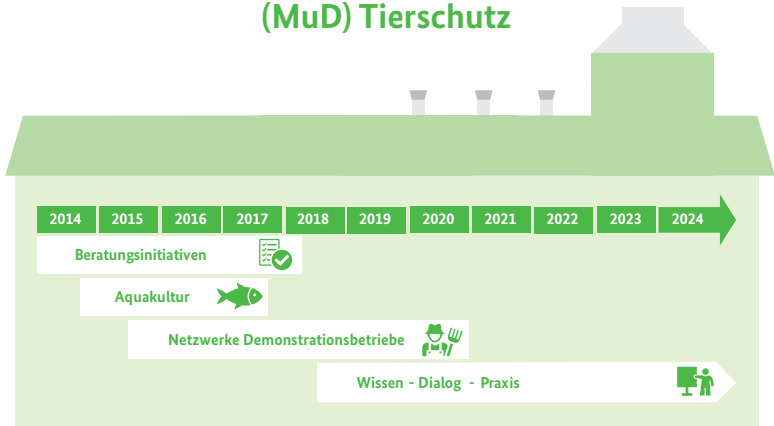 (MuD) Tierschutz
2014 2015 2016 2017 2018 2019 2020 2021 2022 2023 2024
Beratungsinitiativen
Aquakultur
Netzwerke Demonstrationsbetriebe
Wissen - Dialog - Praxis